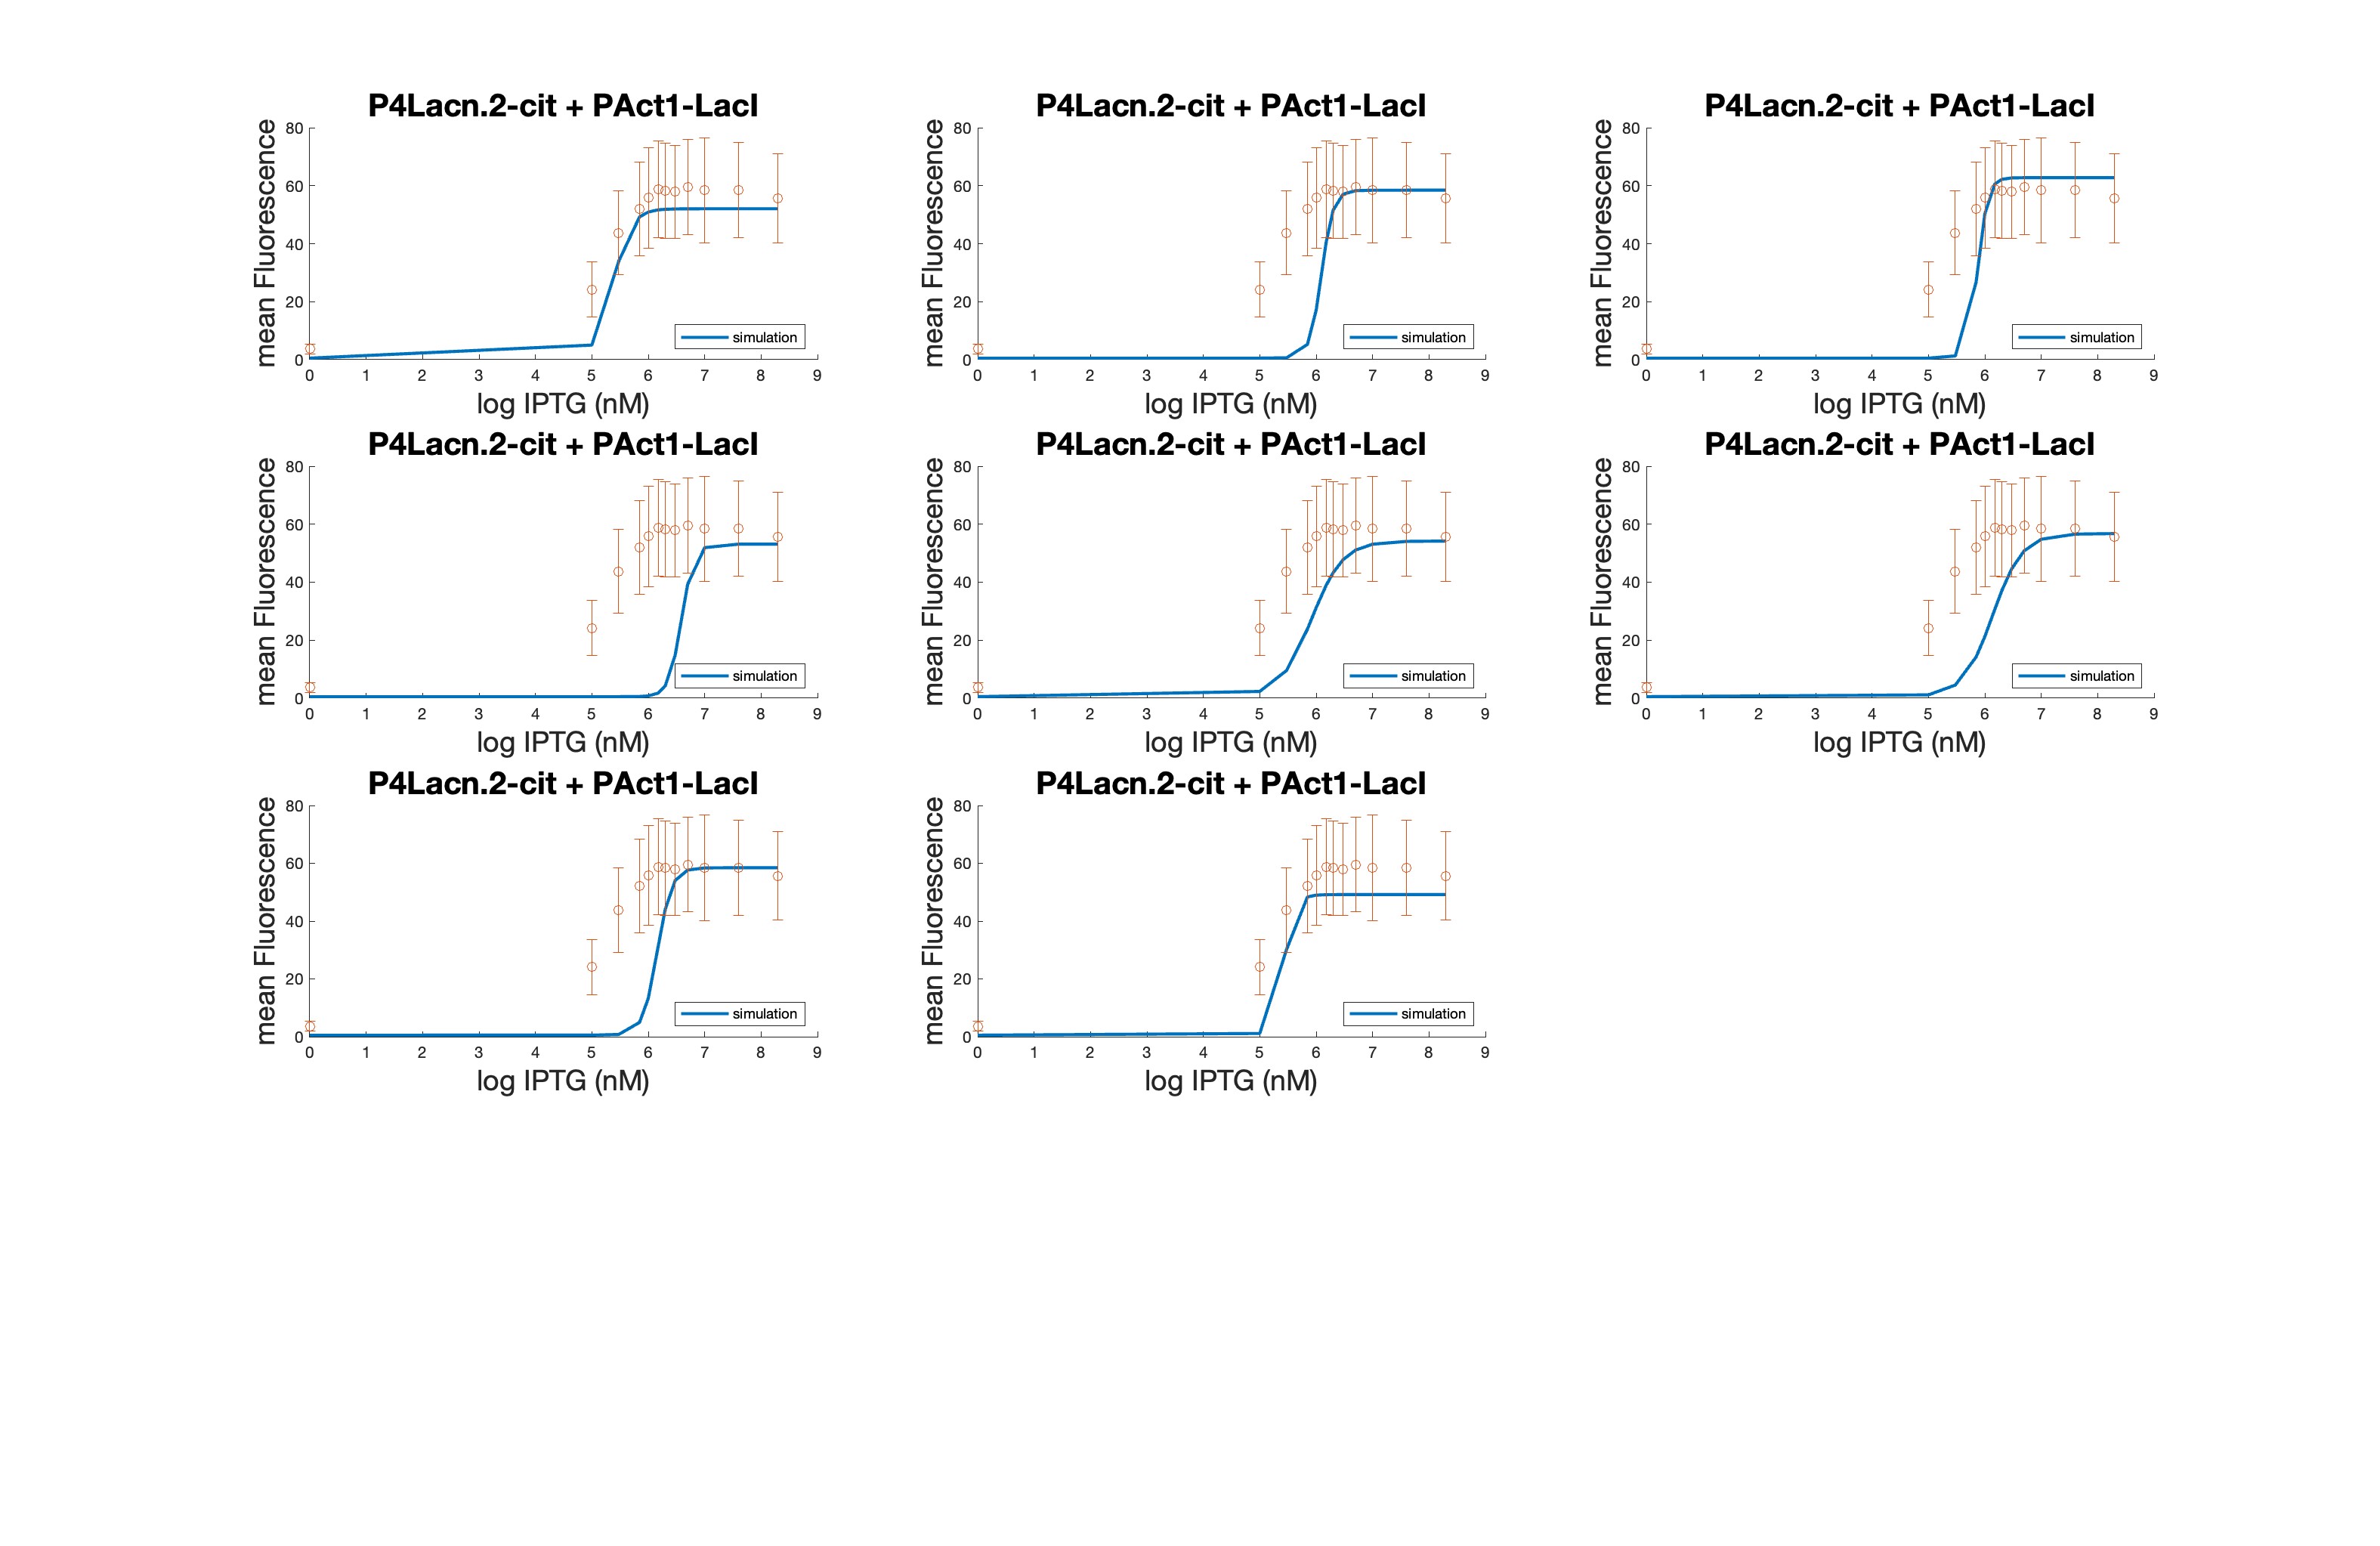 P4Lacn.2-cit + PAct1-LacI
P4Lacn.2-cit + PAct1-LacI
P4Lacn.2-cit + PAct1-LacI
mean Fluorescence
80
60
40
20
0
simulation
0 1 2 3 4 5 6 7 8 9
log IPTG (nM)
mean Fluorescence
80
60
40
20
0
simulation
0 1 2 3 4 5 6 7 8 9
log IPTG (nM)
mean Fluorescence
80
60
40
20
0
simulation
0 1 2 3 4 5 6 7 8 9
log IPTG (nM)
P4Lacn.2-cit + PAct1-LacI
P4Lacn.2-cit + PAct1-LacI
P4Lacn.2-cit + PAct1-LacI
mean Fluorescence
80
60
40
20
0
simulation
0 1 2 3 4 5 6 7 8 9
log IPTG (nM)
mean Fluorescence
80
60
40
20
0
simulation
0 1 2 3 4 5 6 7 8 9
log IPTG (nM)
mean Fluorescence
80
60
40
20
0
simulation
0 1 2 3 4 5 6 7 8 9
log IPTG (nM)
P4Lacn.2-cit + PAct1-LacI
P4Lacn.2-cit + PAct1-LacI
mean Fluorescence
80
60
40
20
0
simulation
0 1 2 3 4 5 6 7 8 9
log IPTG (nM)
mean Fluorescence
80
60
40
20
0
simulation
0 1 2 3 4 5 6 7 8 9
log IPTG (nM)